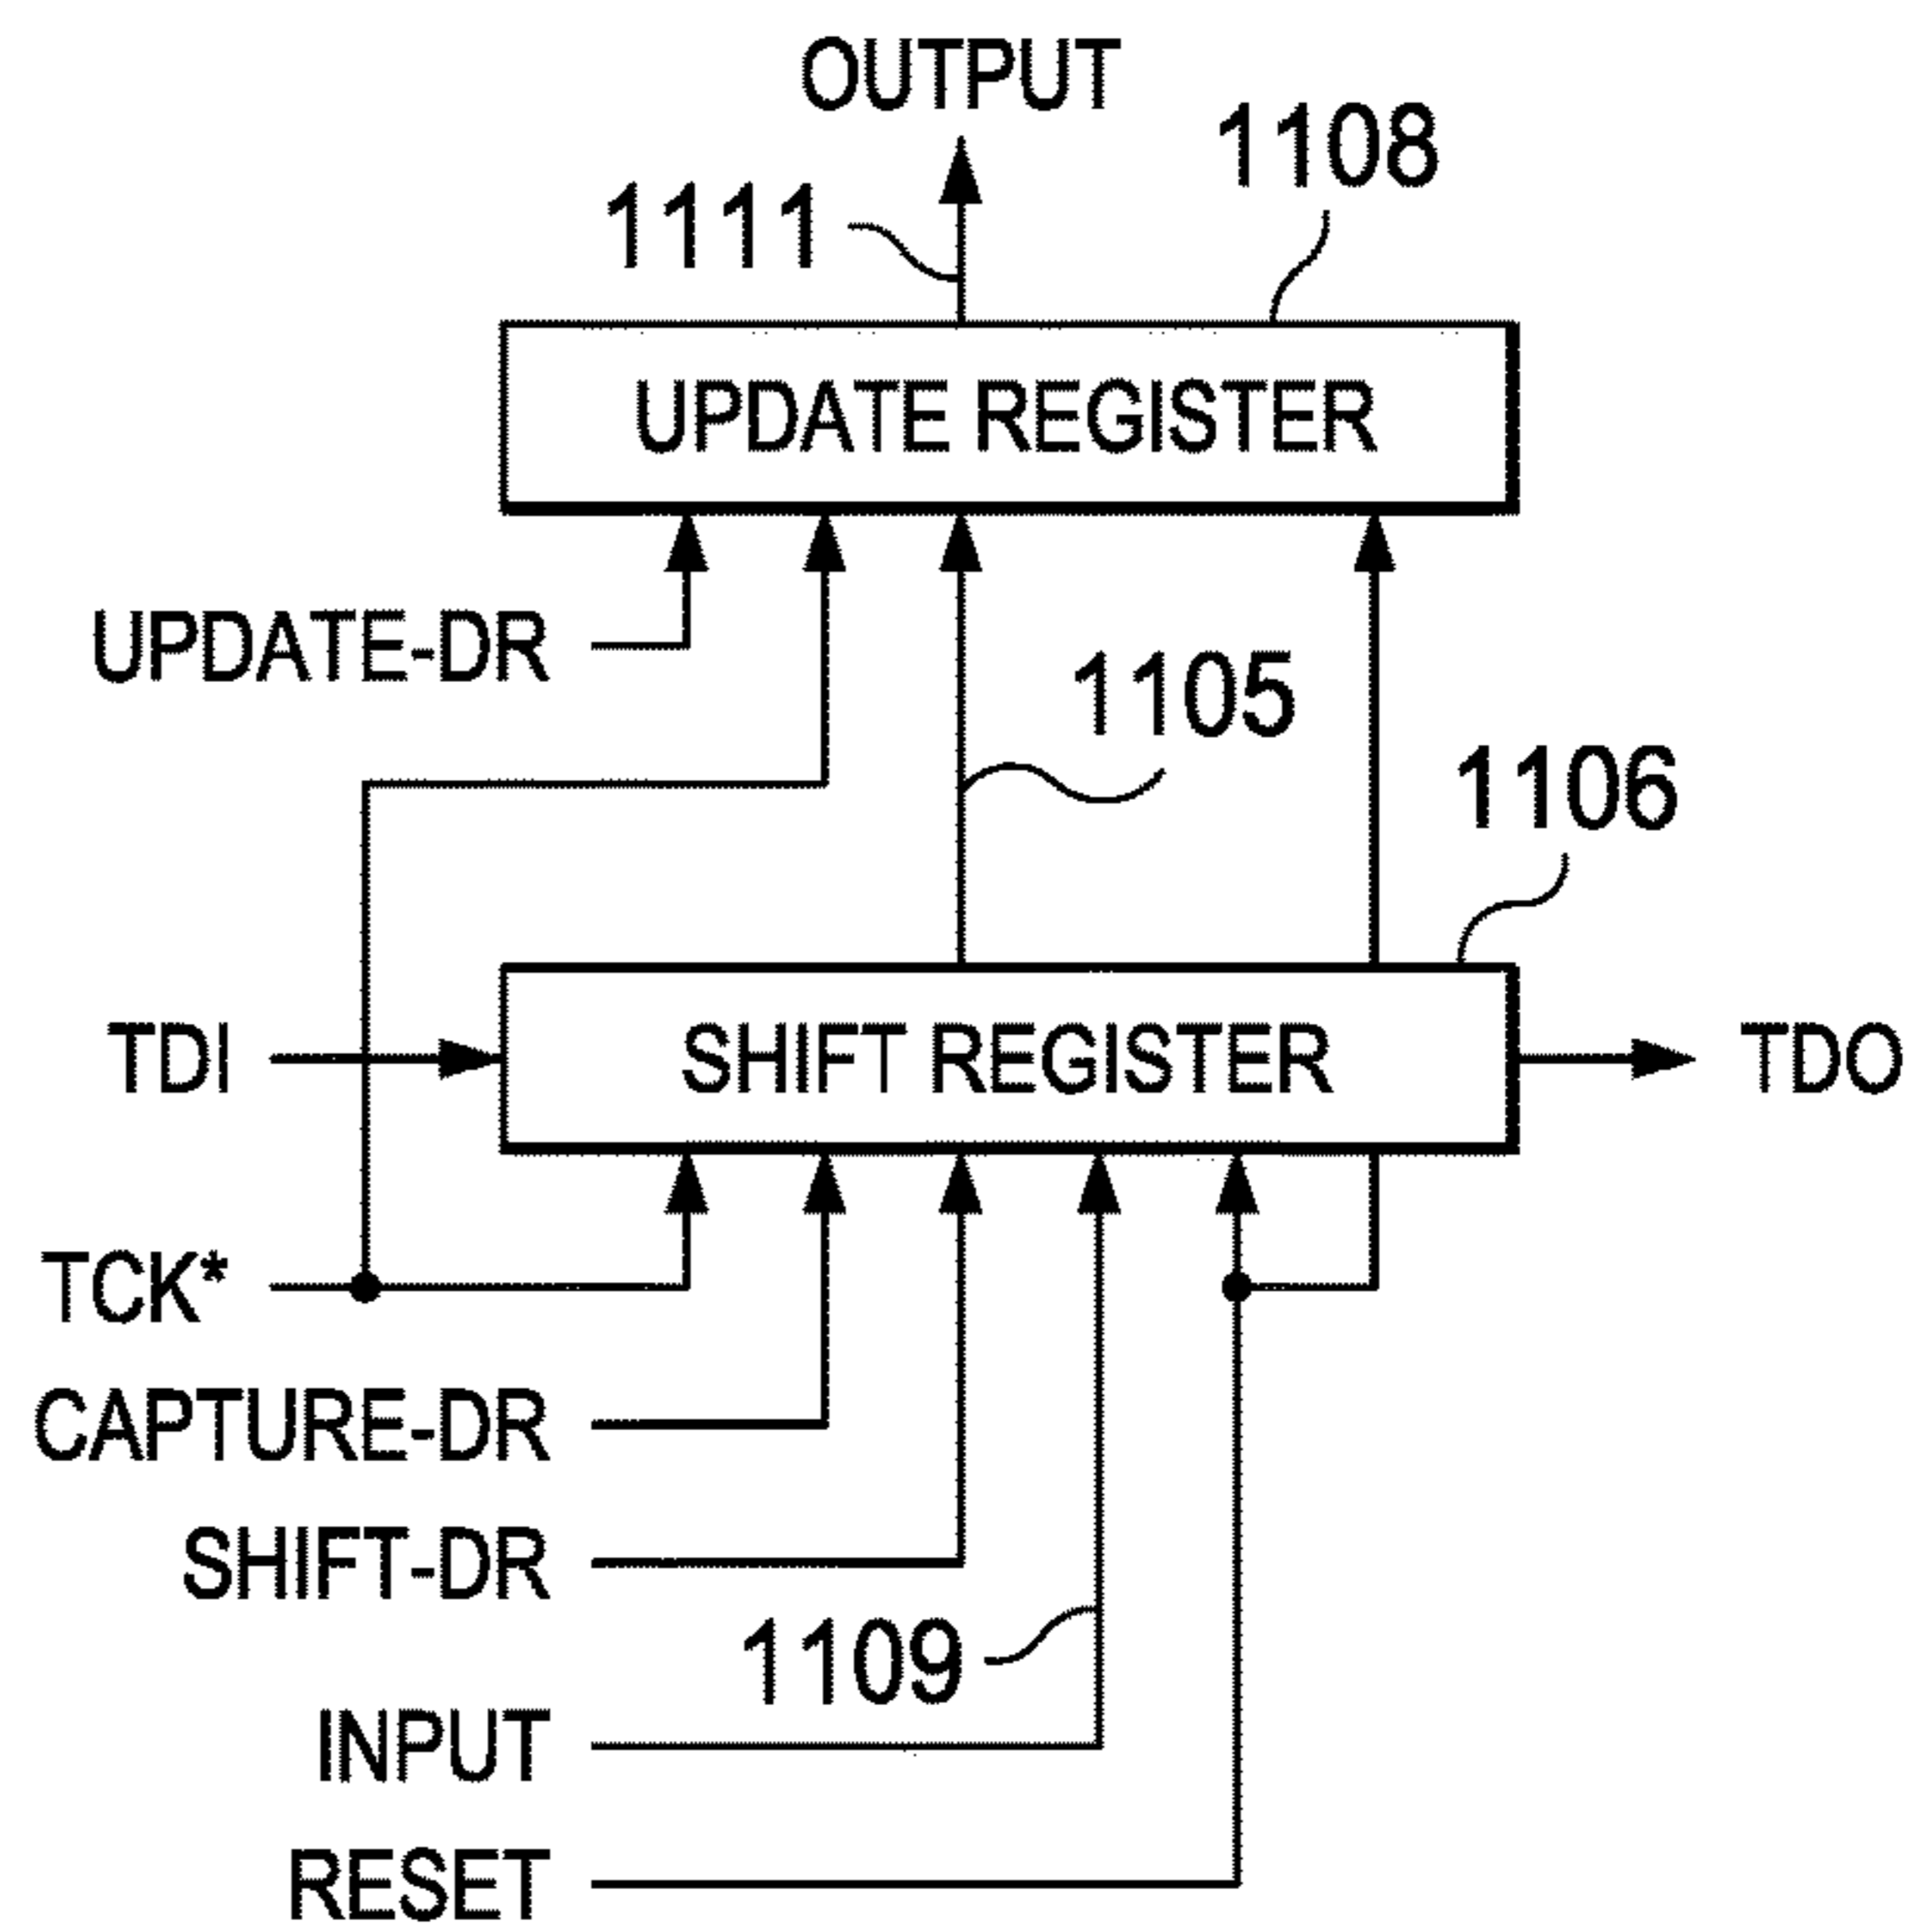 OUTPUT
1108
1111
UPDATE REGISTER
UPDATE-DR
1105
1106
TDI
SHIFT REGISTER
TDO
TCK*
CAPTURE-DR
SHIFT-DR
1109
INPUT
RESET